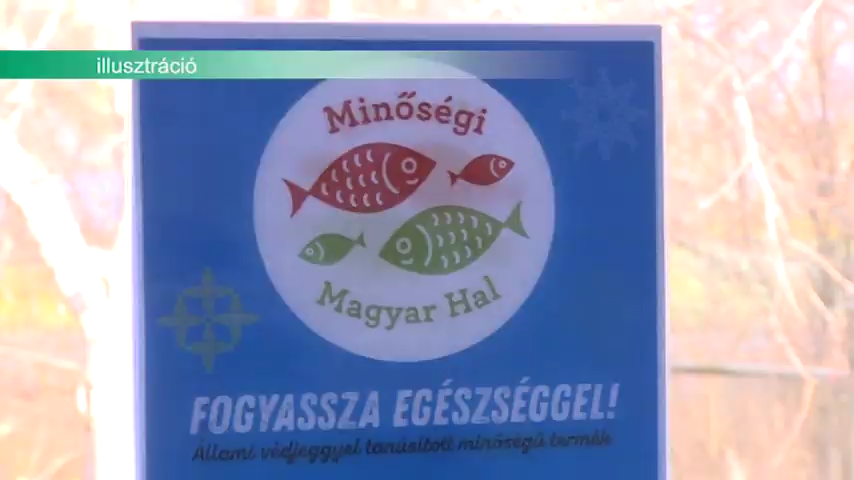 illusztráció
Minőségi
Magyar Hal
FOGYASSZA EGÉSZSÉGGEL!
Állami védjeggyel tanúsított minőségű termék